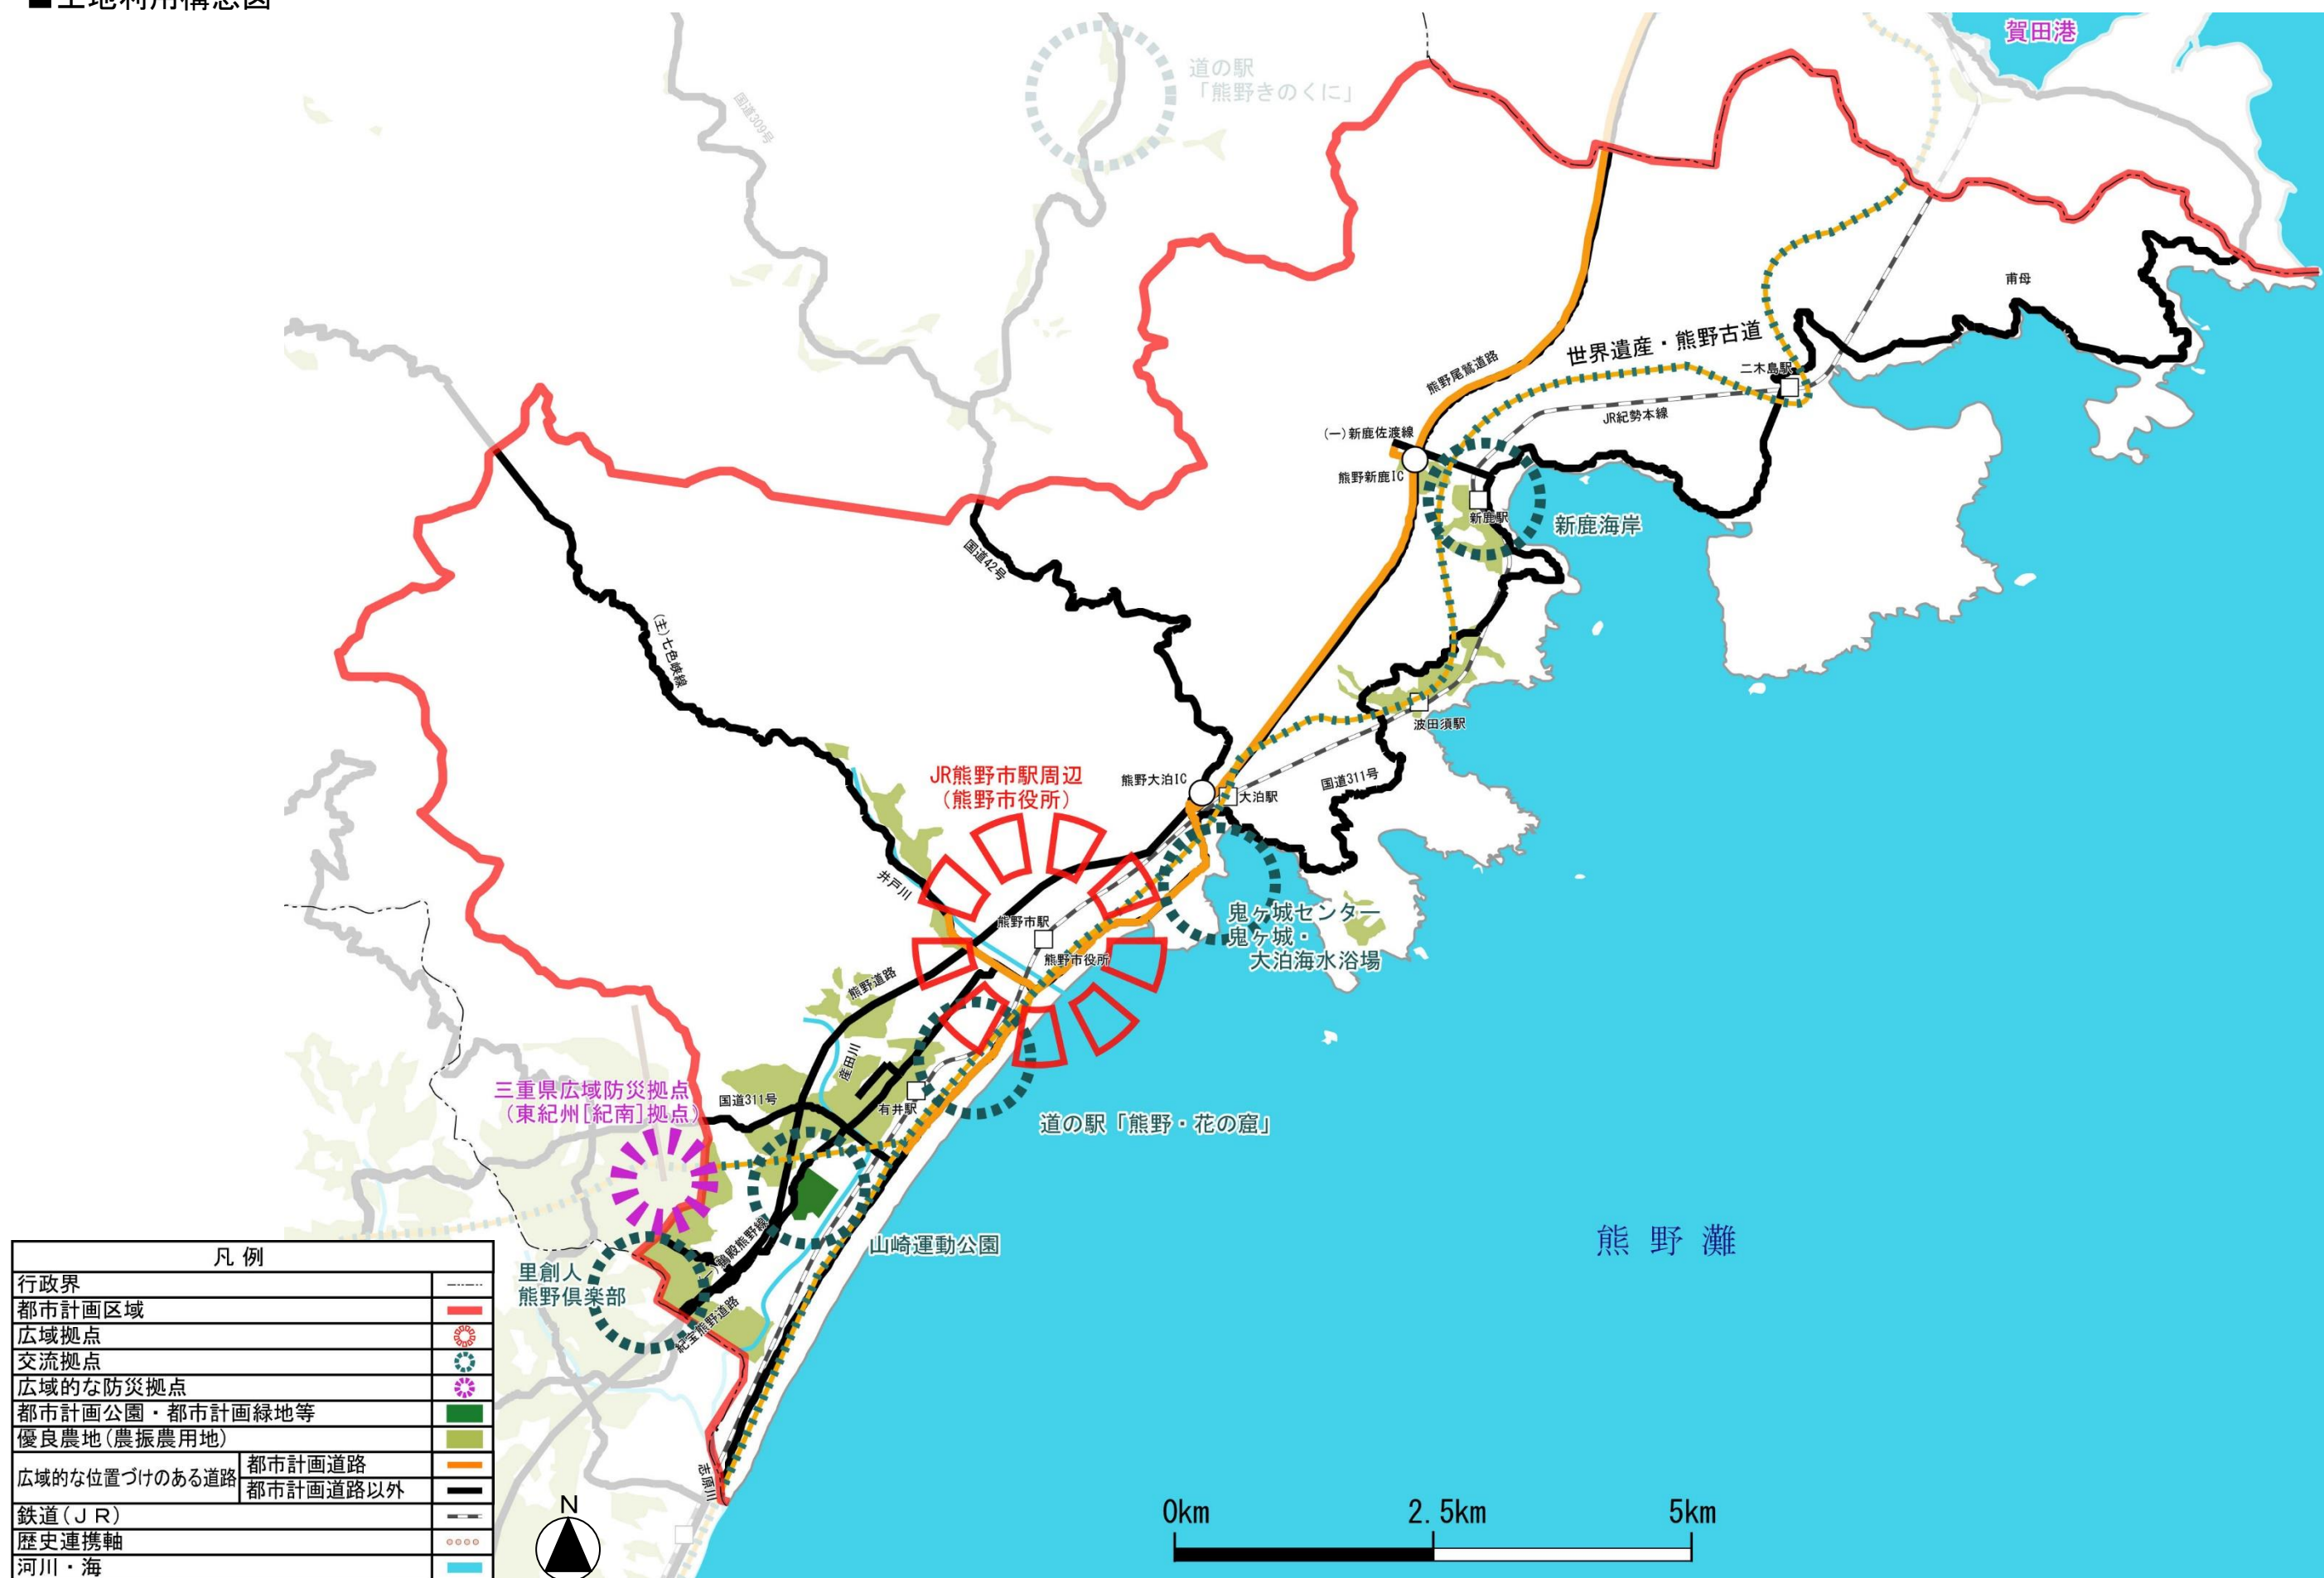 ■土地利用構想図
賀田港
道の駅
「熊野きのくに」
国道309号
甫母
世界遺産・熊野古道
熊野尾鷲道路
二木島駅
JR紀勢本線
(一)新鹿佐渡線
熊野新鹿IC
新鹿駅
新鹿海岸
国道42号
(主)七色峡線
波田須駅
JR熊野市駅周辺
（熊野市役所）
熊野大泊IC
大泊駅
国道311号
井戸川
熊野市駅
熊野市役所
鬼ヶ城センター
鬼ヶ城・
大泊海水浴場
熊野道路
産田川
三重県広域防災拠点
（東紀州[紀南]拠点）
国道311号
有井駅
道の駅「熊野・花の窟」
山崎運動公園
(一)鵜殿熊野線
里創人
熊野倶楽部
紀宝熊野道路
熊野灘
志原川
凡例
行政界
都市計画区域
広域拠点
交流拠点
広域的な防災拠点
都市計画公園・都市計画緑地等
優良農地(農振農用地)
広域的な位置づけのある道路
都市計画道路
都市計画道路以外
鉄道(ＪＲ)
歴史連携軸
河川・海
N
0km 2.5km 5km